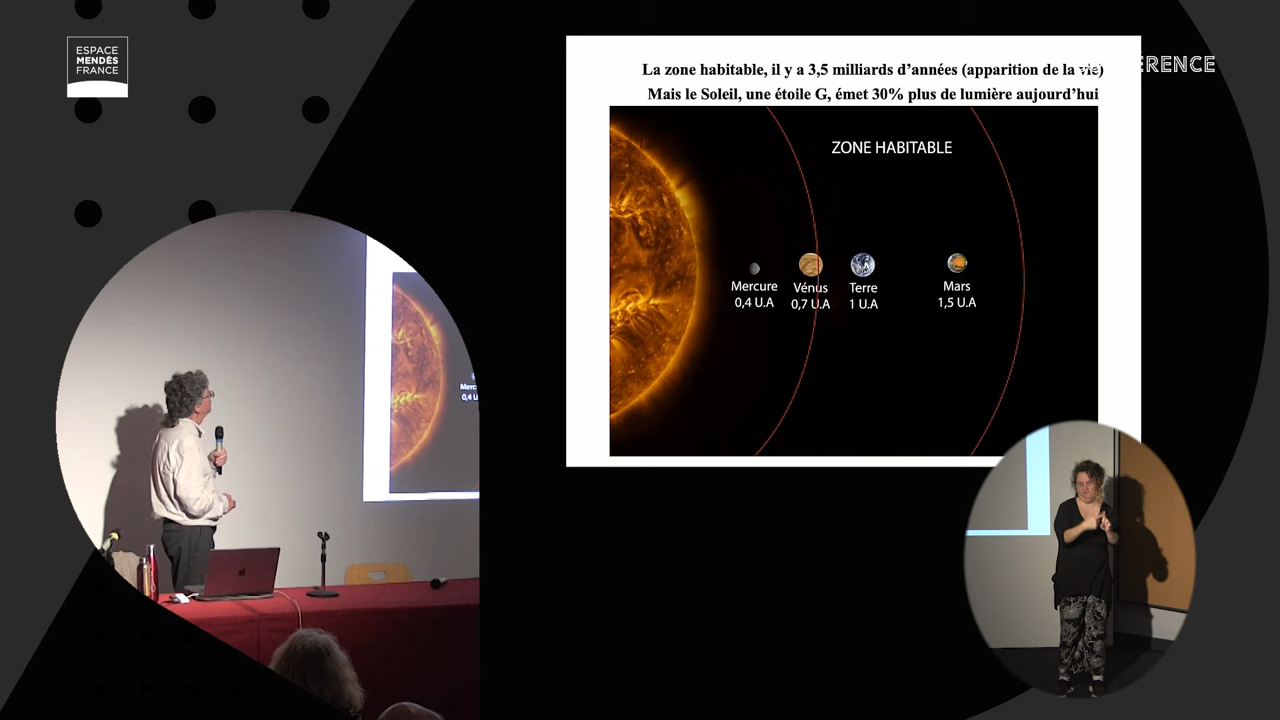 ESPACE
MENDÈS
FRANCE
ERENCE
La zone habitable, il y a 3,5 milliards d'années (apparition de la vie)
Mais le Soleil, une étoile G, émet 30% plus de lumière aujourd'hui
ZONE HABITABLE
Mercure
0,4 U.A
Vénus
0,7 U.A
Terre
1 U.A
Mars
1,5 U.A